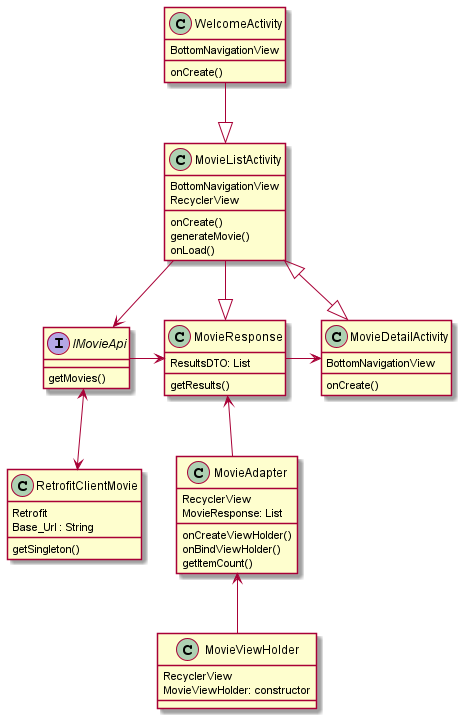 C WelcomeActivity
BottomNavigationView
onCreate()
C MovieListActivity
BottomNavigationView
RecyclerView
onCreate()
generateMovie()
onLoad()
I IMovieApi
getMovies()
C MovieResponse
ResultsDTO: List
getResults()
C MovieDetailActivity
BottomNavigationView
onCreate()
C RetrofitClientMovie
Retrofit
Base_Url : String
getSingleton()
C MovieAdapter
RecyclerView
MovieResponse: List
onCreateViewHolder()
onBindViewHolder()
getItemCount()
C MovieViewHolder
RecyclerView
MovieViewHolder: constructor